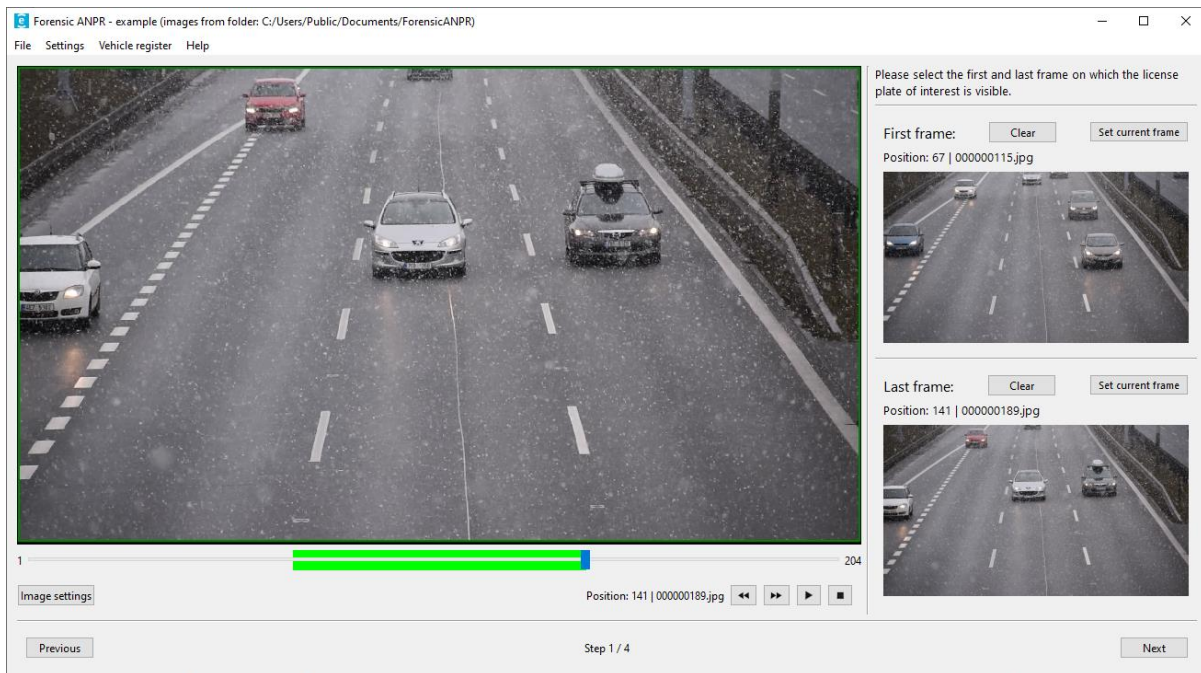 Forensic ANPR - example (images from folder: C:/Users/Public/Documents/ForensicANPR)
File Settings Vehicle register Help
Please select the first and last frame on which the license
plate of interest is visible.
First frame: Clear Set current frame
Position: 67 | 000000115.jpg
Last frame: Clear Set current frame
Position: 141 | 000000189.jpg
1 204
Image settings Position: 141 | 000000189.jpg
Previous Step 1 / 4 Next